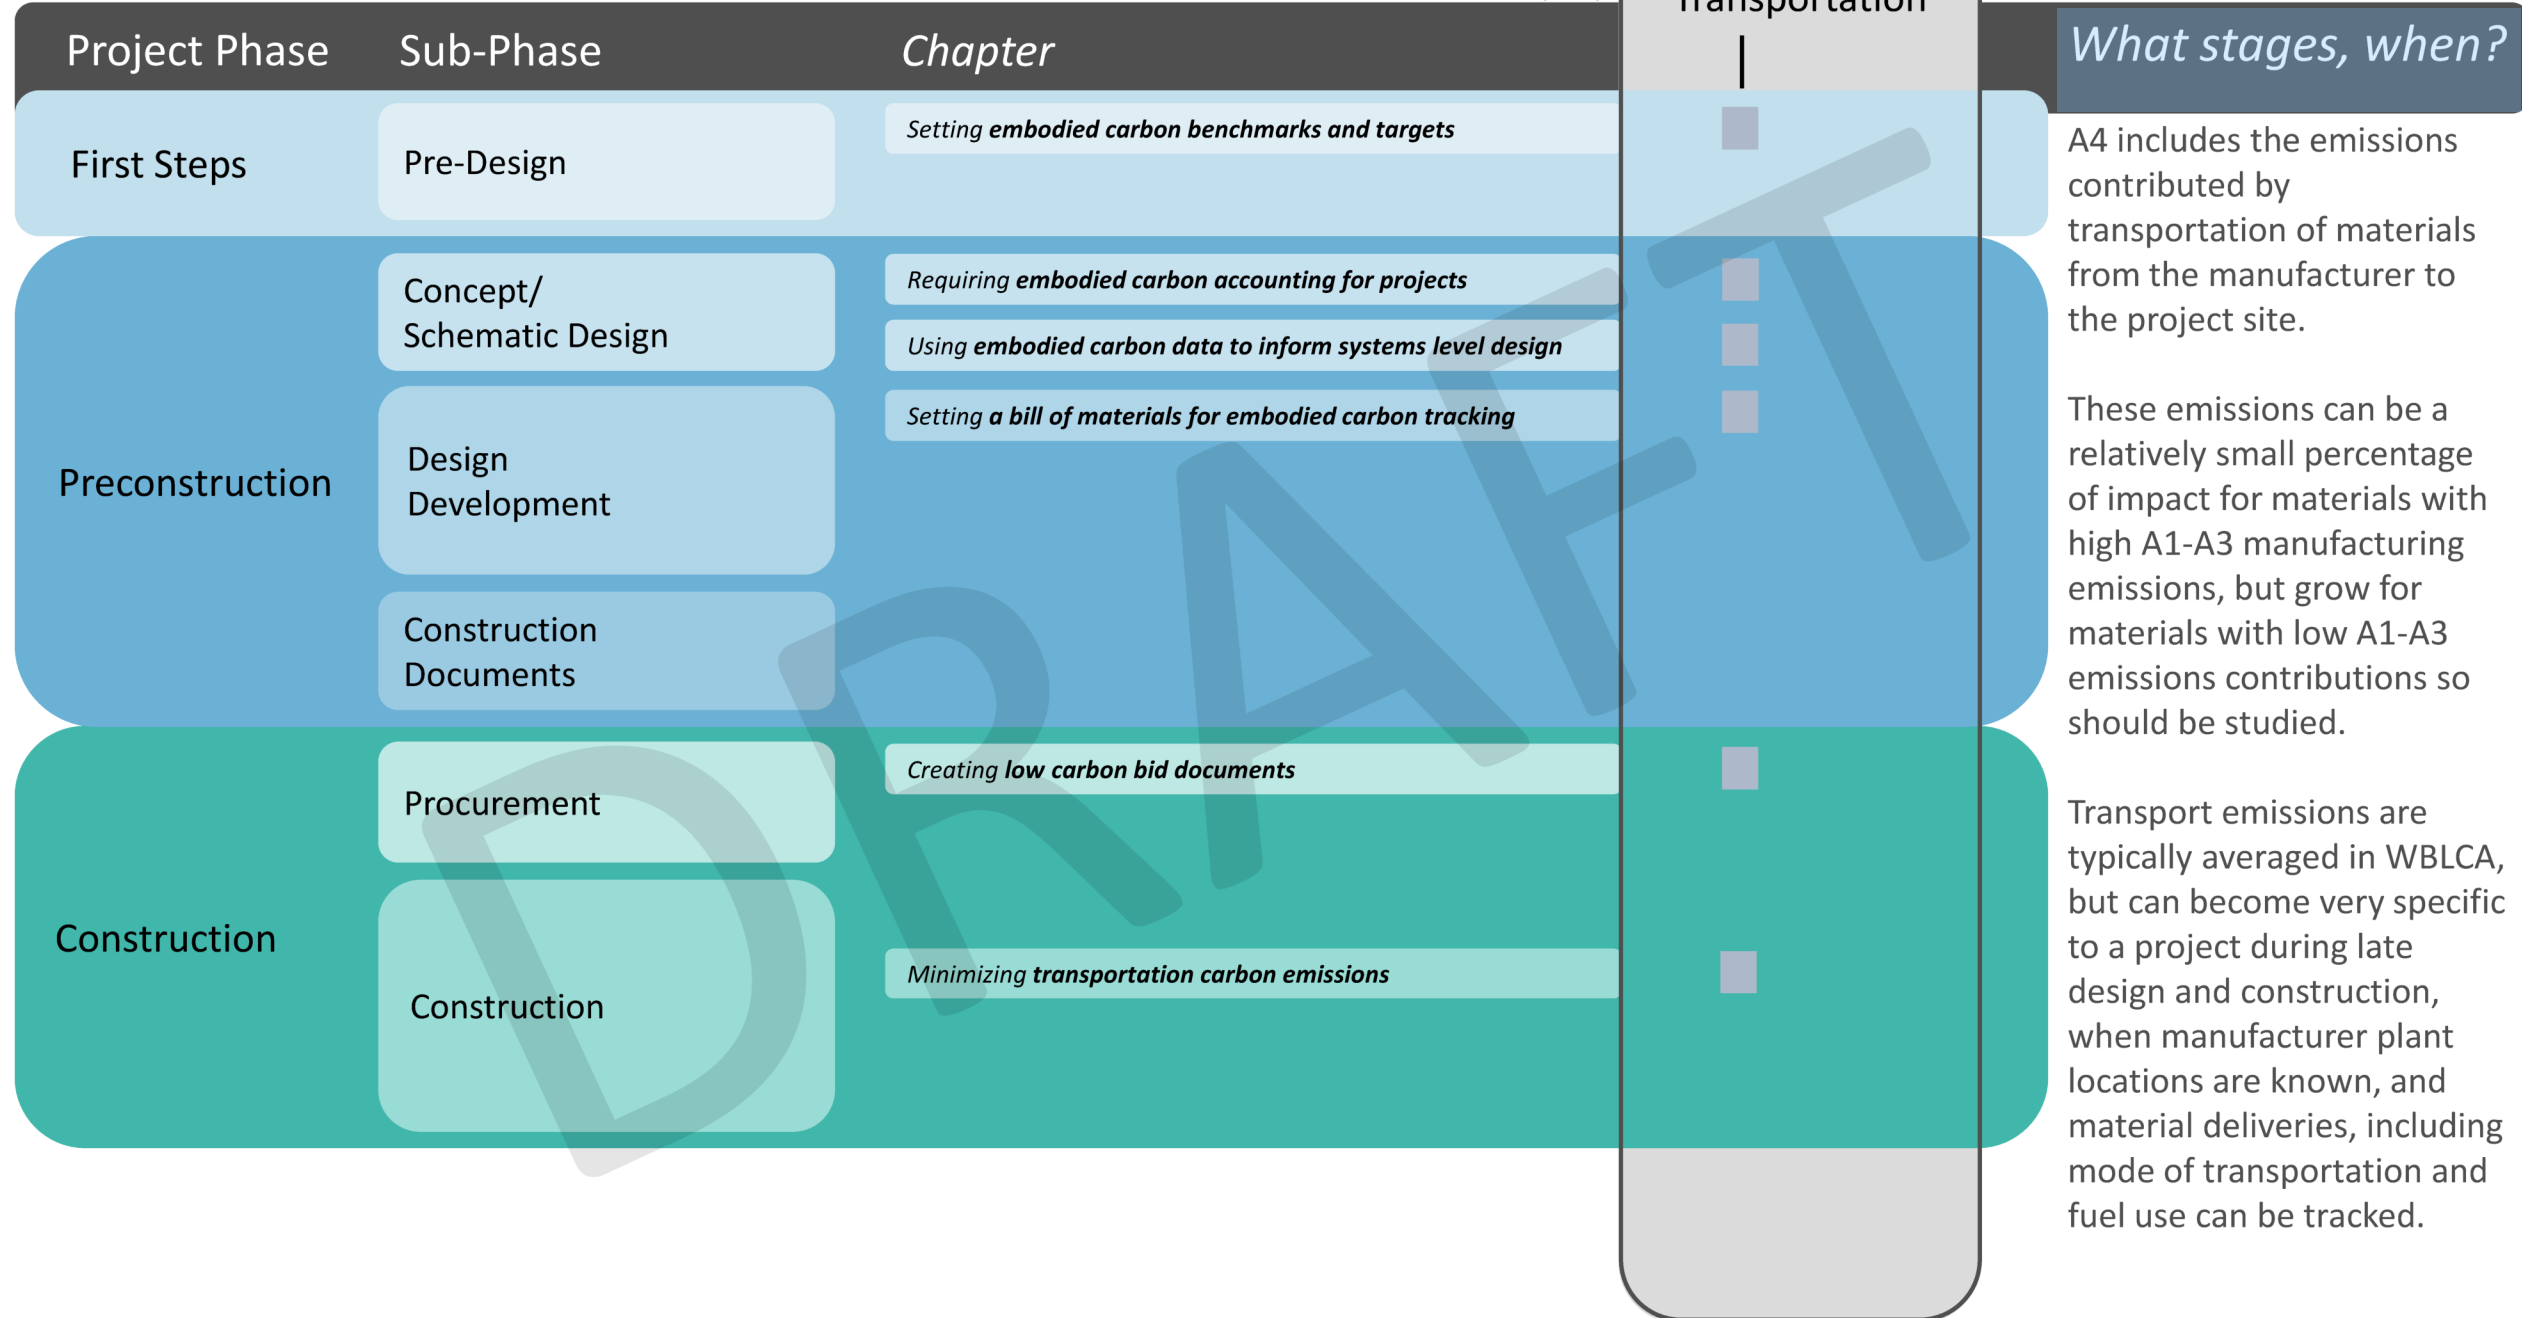 Transportation
Project Phase
Sub-Phase
Chapter
What stages, when?
First Steps
Pre-Design
Setting embodied carbon benchmarks and targets
Preconstruction
Concept/
Schematic Design
Requiring embodied carbon accounting for projects
Using embodied carbon data to inform systems level design
Design
Development
Setting a bill of materials for embodied carbon tracking
Construction
Documents
Construction
Procurement
Creating low carbon bid documents
Construction
Minimizing transportation carbon emissions
A4 includes the emissions
contributed by
transportation of materials
from the manufacturer to
the project site.
These emissions can be a
relatively small percentage
of impact for materials with
high A1-A3 manufacturing
emissions, but grow for
materials with low A1-A3
emissions contributions so
should be studied.
Transport emissions are
typically averaged in WBLCA,
but can become very specific
to a project during late
design and construction,
when manufacturer plant
locations are known, and
material deliveries, including
mode of transportation and
fuel use can be tracked.
DRAFT